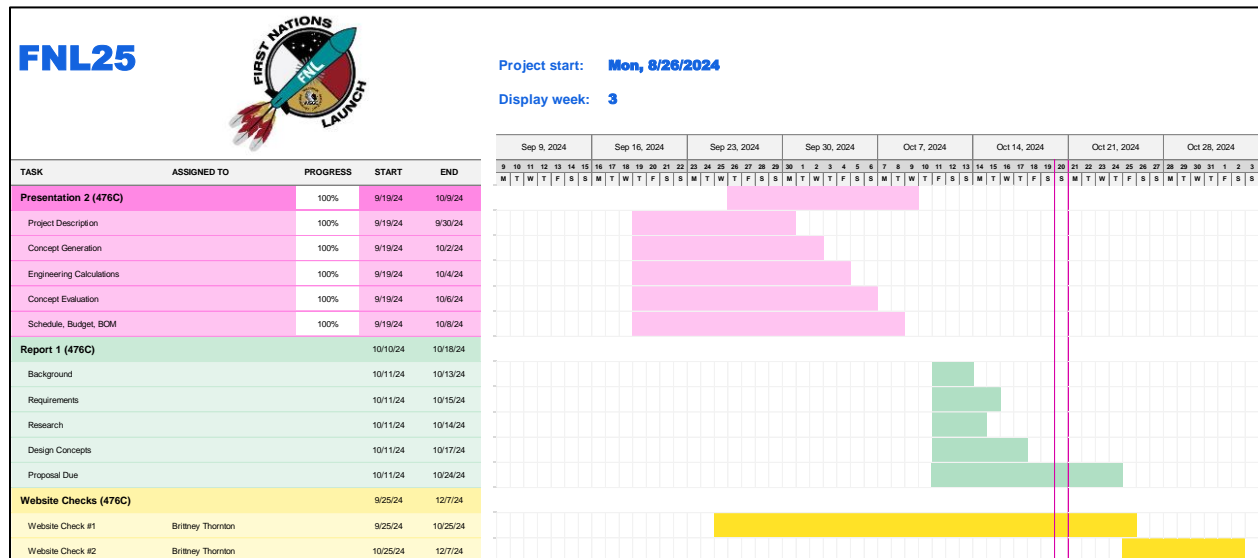 FNL25
FIRST NATIONS
FNL
LAUNCH
Project start: Mon, 8/26/2024
Display week: 3
Sep 9, 2024 Sep 16, 2024 Sep 23, 2024 Sep 30, 2024 Oct 7, 2024 Oct 14, 2024 Oct 21, 2024 Oct 28, 2024
9 10 11 12 13 14 15 16 17 18 19 20 21 22 23 24 25 26 27 28 29 30 1 2 3 4 5 6 7 8 9 10 11 12 13 14 15 16 17 18 19 20 21 22 23 24 25 26 27 28 29 30 31 1 2 3
TASK ASSIGNED TO PROGRESS START END M T W T F S S M T W T F S S M T W T F S S M T W T F S S M T W T F S S M T W T F S S M T W T F S S M T W T F S S
Presentation 2 (476C) 100% 9/19/24 10/9/24
Project Description 100% 9/19/24 9/30/24
Concept Generation 100% 9/19/24 10/2/24
Engineering Calculations 100% 9/19/24 10/4/24
Concept Evaluation 100% 9/19/24 10/6/24
Schedule, Budget, BOM 100% 9/19/24 10/8/24
Report 1 (476C) 10/10/24 10/18/24
Background 10/11/24 10/13/24
Requirements 10/11/24 10/15/24
Research 10/11/24 10/14/24
Design Concepts 10/11/24 10/17/24
Proposal Due 10/11/24 10/24/24
Website Checks (476C) 9/25/24 12/7/24
Website Check #1 Brittney Thornton 9/25/24 10/25/24
Website Check #2 Brittney Thornton 10/25/24 12/7/24